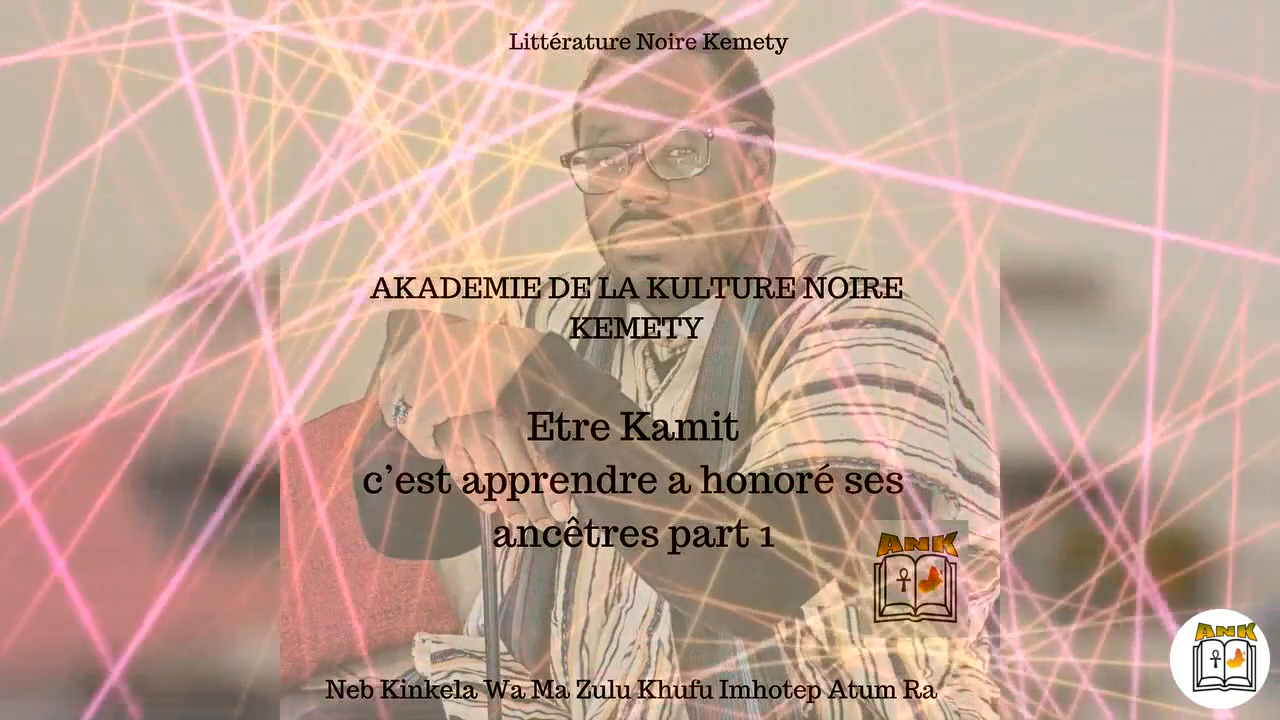 Littérature Noire Kemety
AKADEMIE DE LA KULTURE NOIRE
KEMETY
Etre Kamit
c’est apprendre a honoré ses
ancêtres part 1
ANK
Neb Kinkela Wa Ma Zulu Khufu Imhotep Atum Ra
ANK